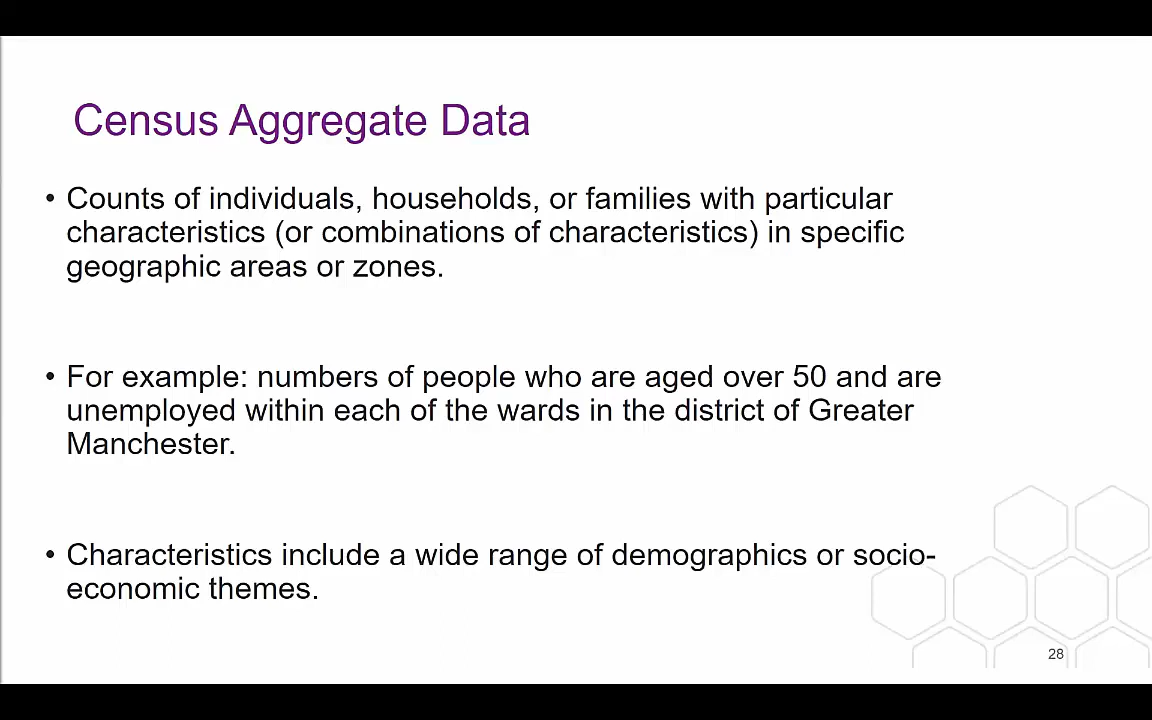 Census Aggregate Data
• Counts of individuals, households, or families with particular
characteristics (or combinations of characteristics) in specific
geographic areas or zones.
• For example: numbers of people who are aged over 50 and are
unemployed within each of the wards in the district of Greater
Manchester.
• Characteristics include a wide range of demographics or socio-
economic themes.
28